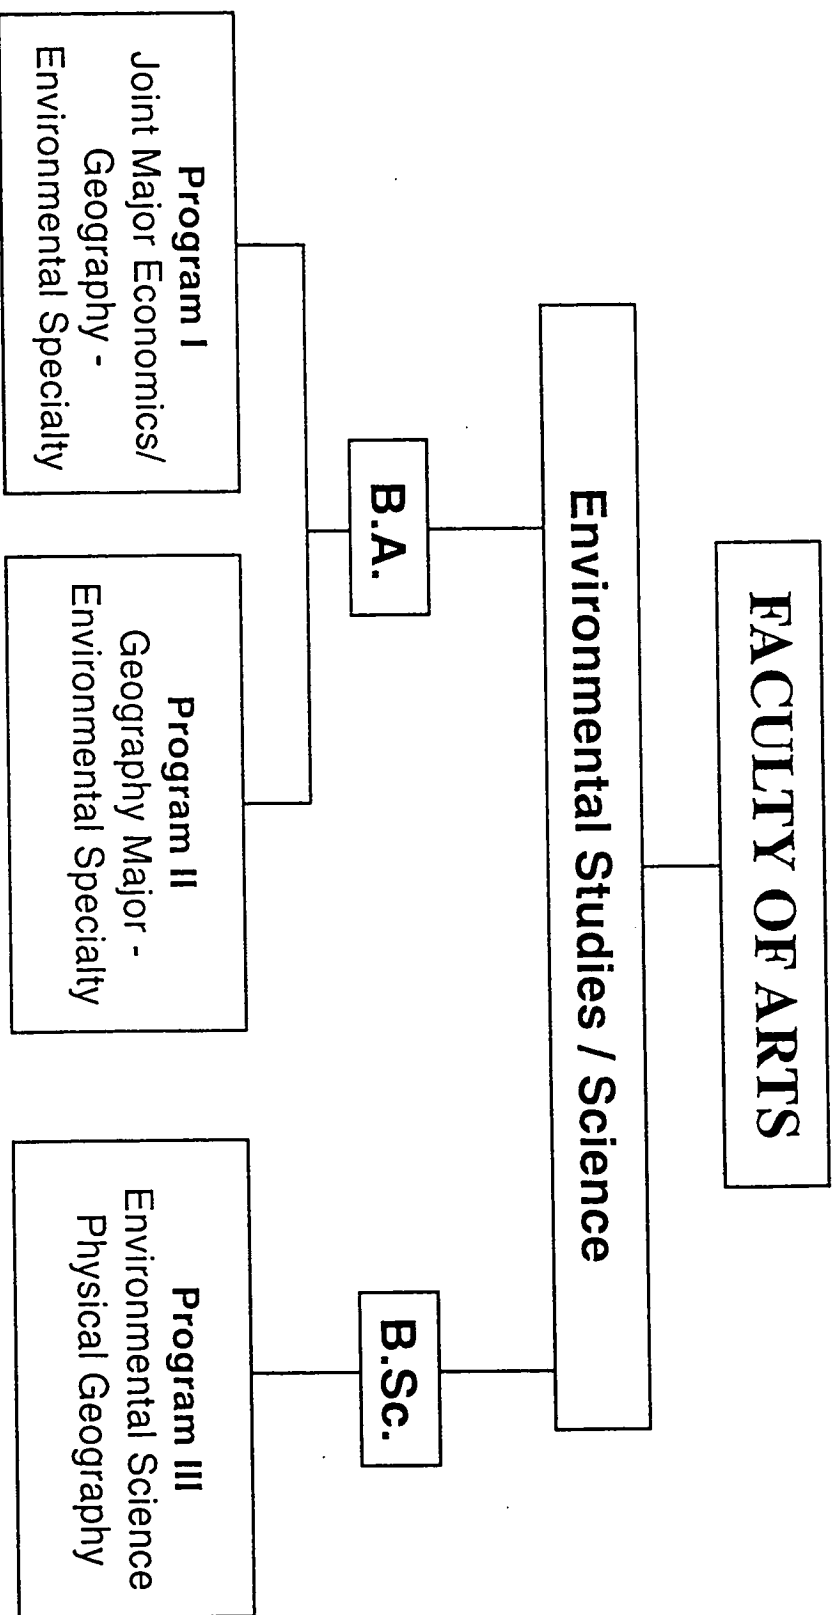 FACULTY OF ARTS
Environmental Studies / Science
B.A.
B.Sc.
Program I
Joint Major Economics/
Geography -
Environmental Specialty
Program II
Geography Major -
Environmental Specialty
Program III
Environmental Science
Physical Geography